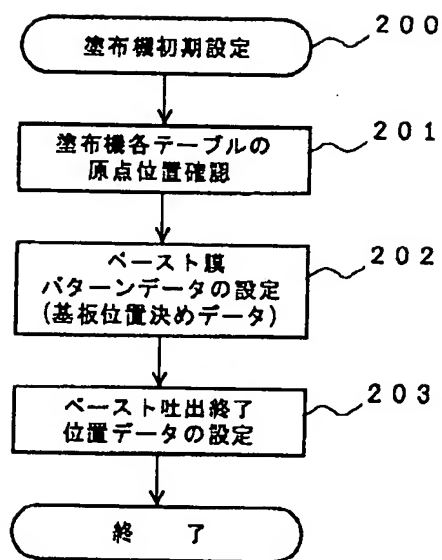 塗布機初期設定
200
塗布機各テーブルの
原点位置確認
201
ペースト膜
パターンデータの設定
(基板位置決めデータ)
202
ペースト吐出終了
位置データの設定
203
終 了